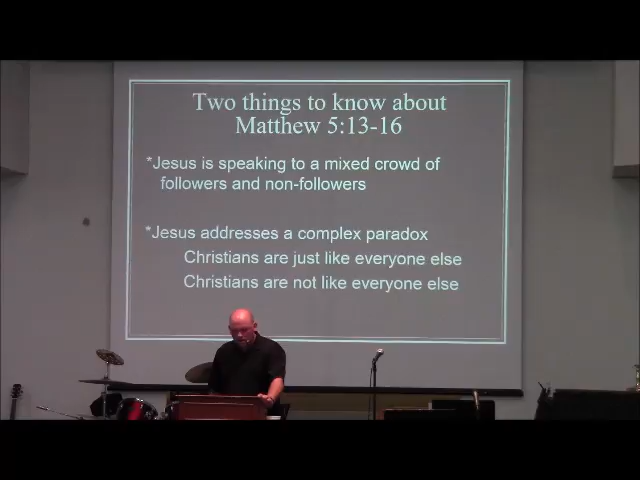 Two things to know about
Matthew 5:13-16
*Jesus is speaking to a mixed crowd of
followers and non-followers
*Jesus addresses a complex paradox
Christians are just like everyone else
Christians are not like everyone else